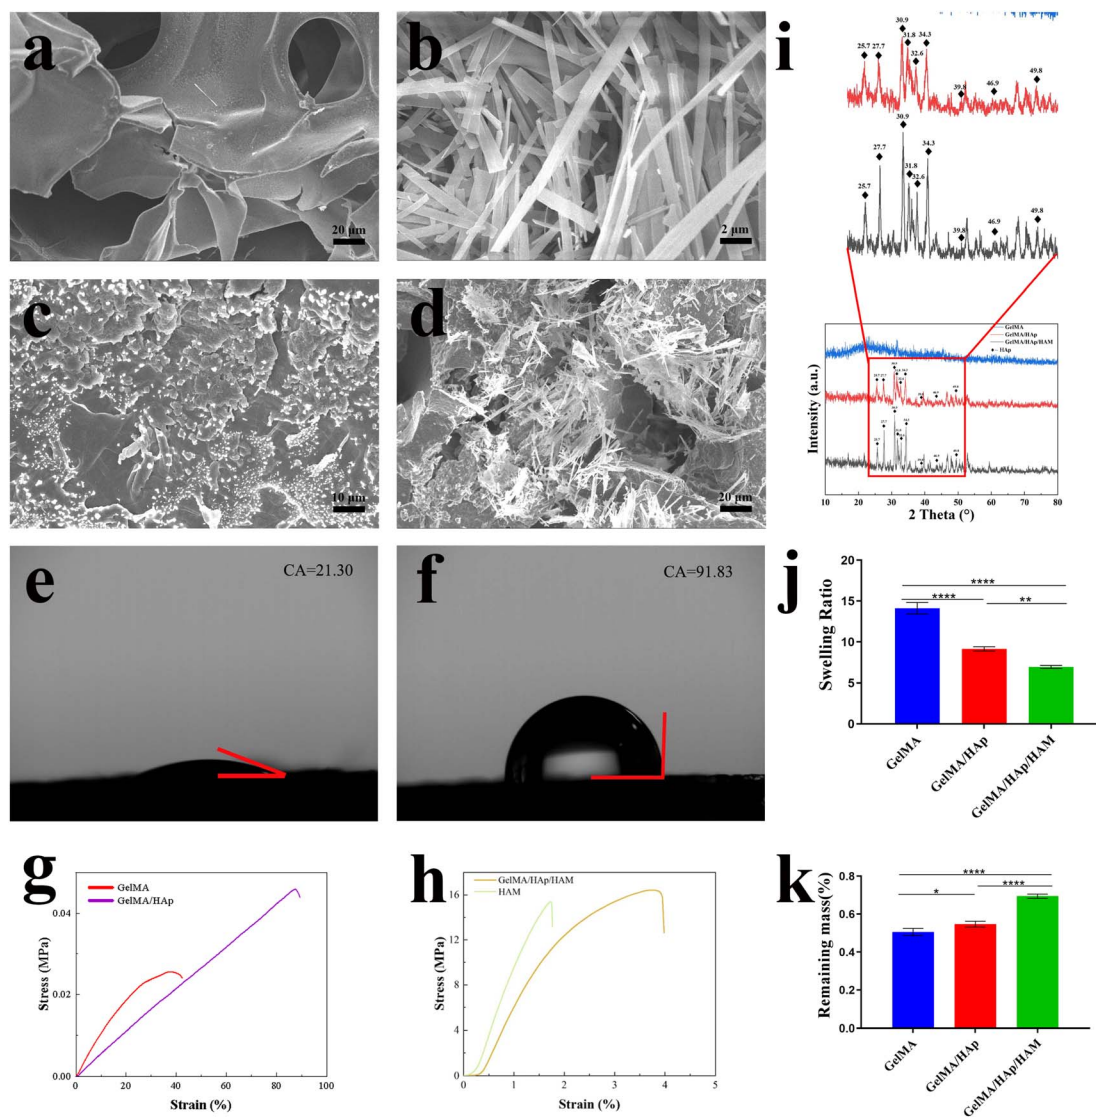 a
20 μm
b
2 μm
c
10 μm
d
20 μm
e
CA=21.30
f
CA=91.83
g
GelMA
GelMA/HAp
0.04
0.02
0.00
Stress (MPa)
0 20 40 60 80 100
Strain (%)
h
GelMA/HAp/HAM
HAM
16
12
8
4
0
Stress (MPa)
0 1 2 3 4 5
Strain (%)
i
25.7 27.7 30.9 31.8 32.6 34.3 39.8 46.9 49.8
25.7 27.7 30.9 31.8 32.6 34.3 39.8 46.9 49.8
GelMA
GelMA/HAp
GelMA/HAp/HAM
HAp
Intensity (a.u.)
10 20 30 40 50 60 70 80
2 Theta (°)
j
20
15
10
5
0
Swelling Ratio
****
**** **
GelMA
GelMA/HAp
GelMA/HAp/HAM
k
0.8
0.6
0.4
0.2
0.0
Remaining mass(%)
****
* ****
GelMA
GelMA/HAp
GelMA/HAp/HAM